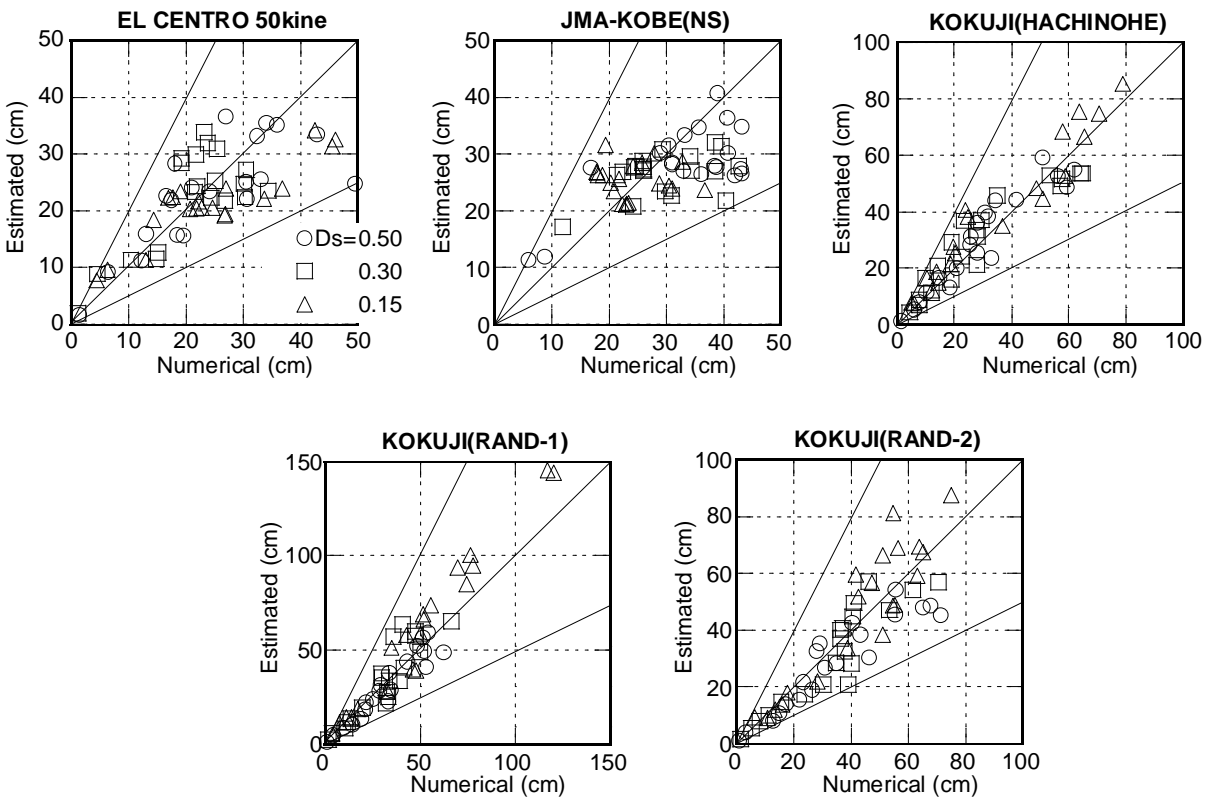 EL CENTRO 50kine
50
40
30
20
10
0
0 10 20 30 40 50
Estimated (cm)
Numerical (cm)
Ds=0.50
0.30
0.15
JMA-KOBE(NS)
50
40
30
20
10
0
0 10 20 30 40 50
Estimated (cm)
Numerical (cm)
KOKUJI(HACHINOHE)
100
80
60
40
20
0
0 20 40 60 80 100
Estimated (cm)
Numerical (cm)
KOKUJI(RAND-1)
150
100
50
0
0 50 100 150
Estimated (cm)
Numerical (cm)
KOKUJI(RAND-2)
100
80
60
40
20
0
0 20 40 60 80 100
Estimated (cm)
Numerical (cm)